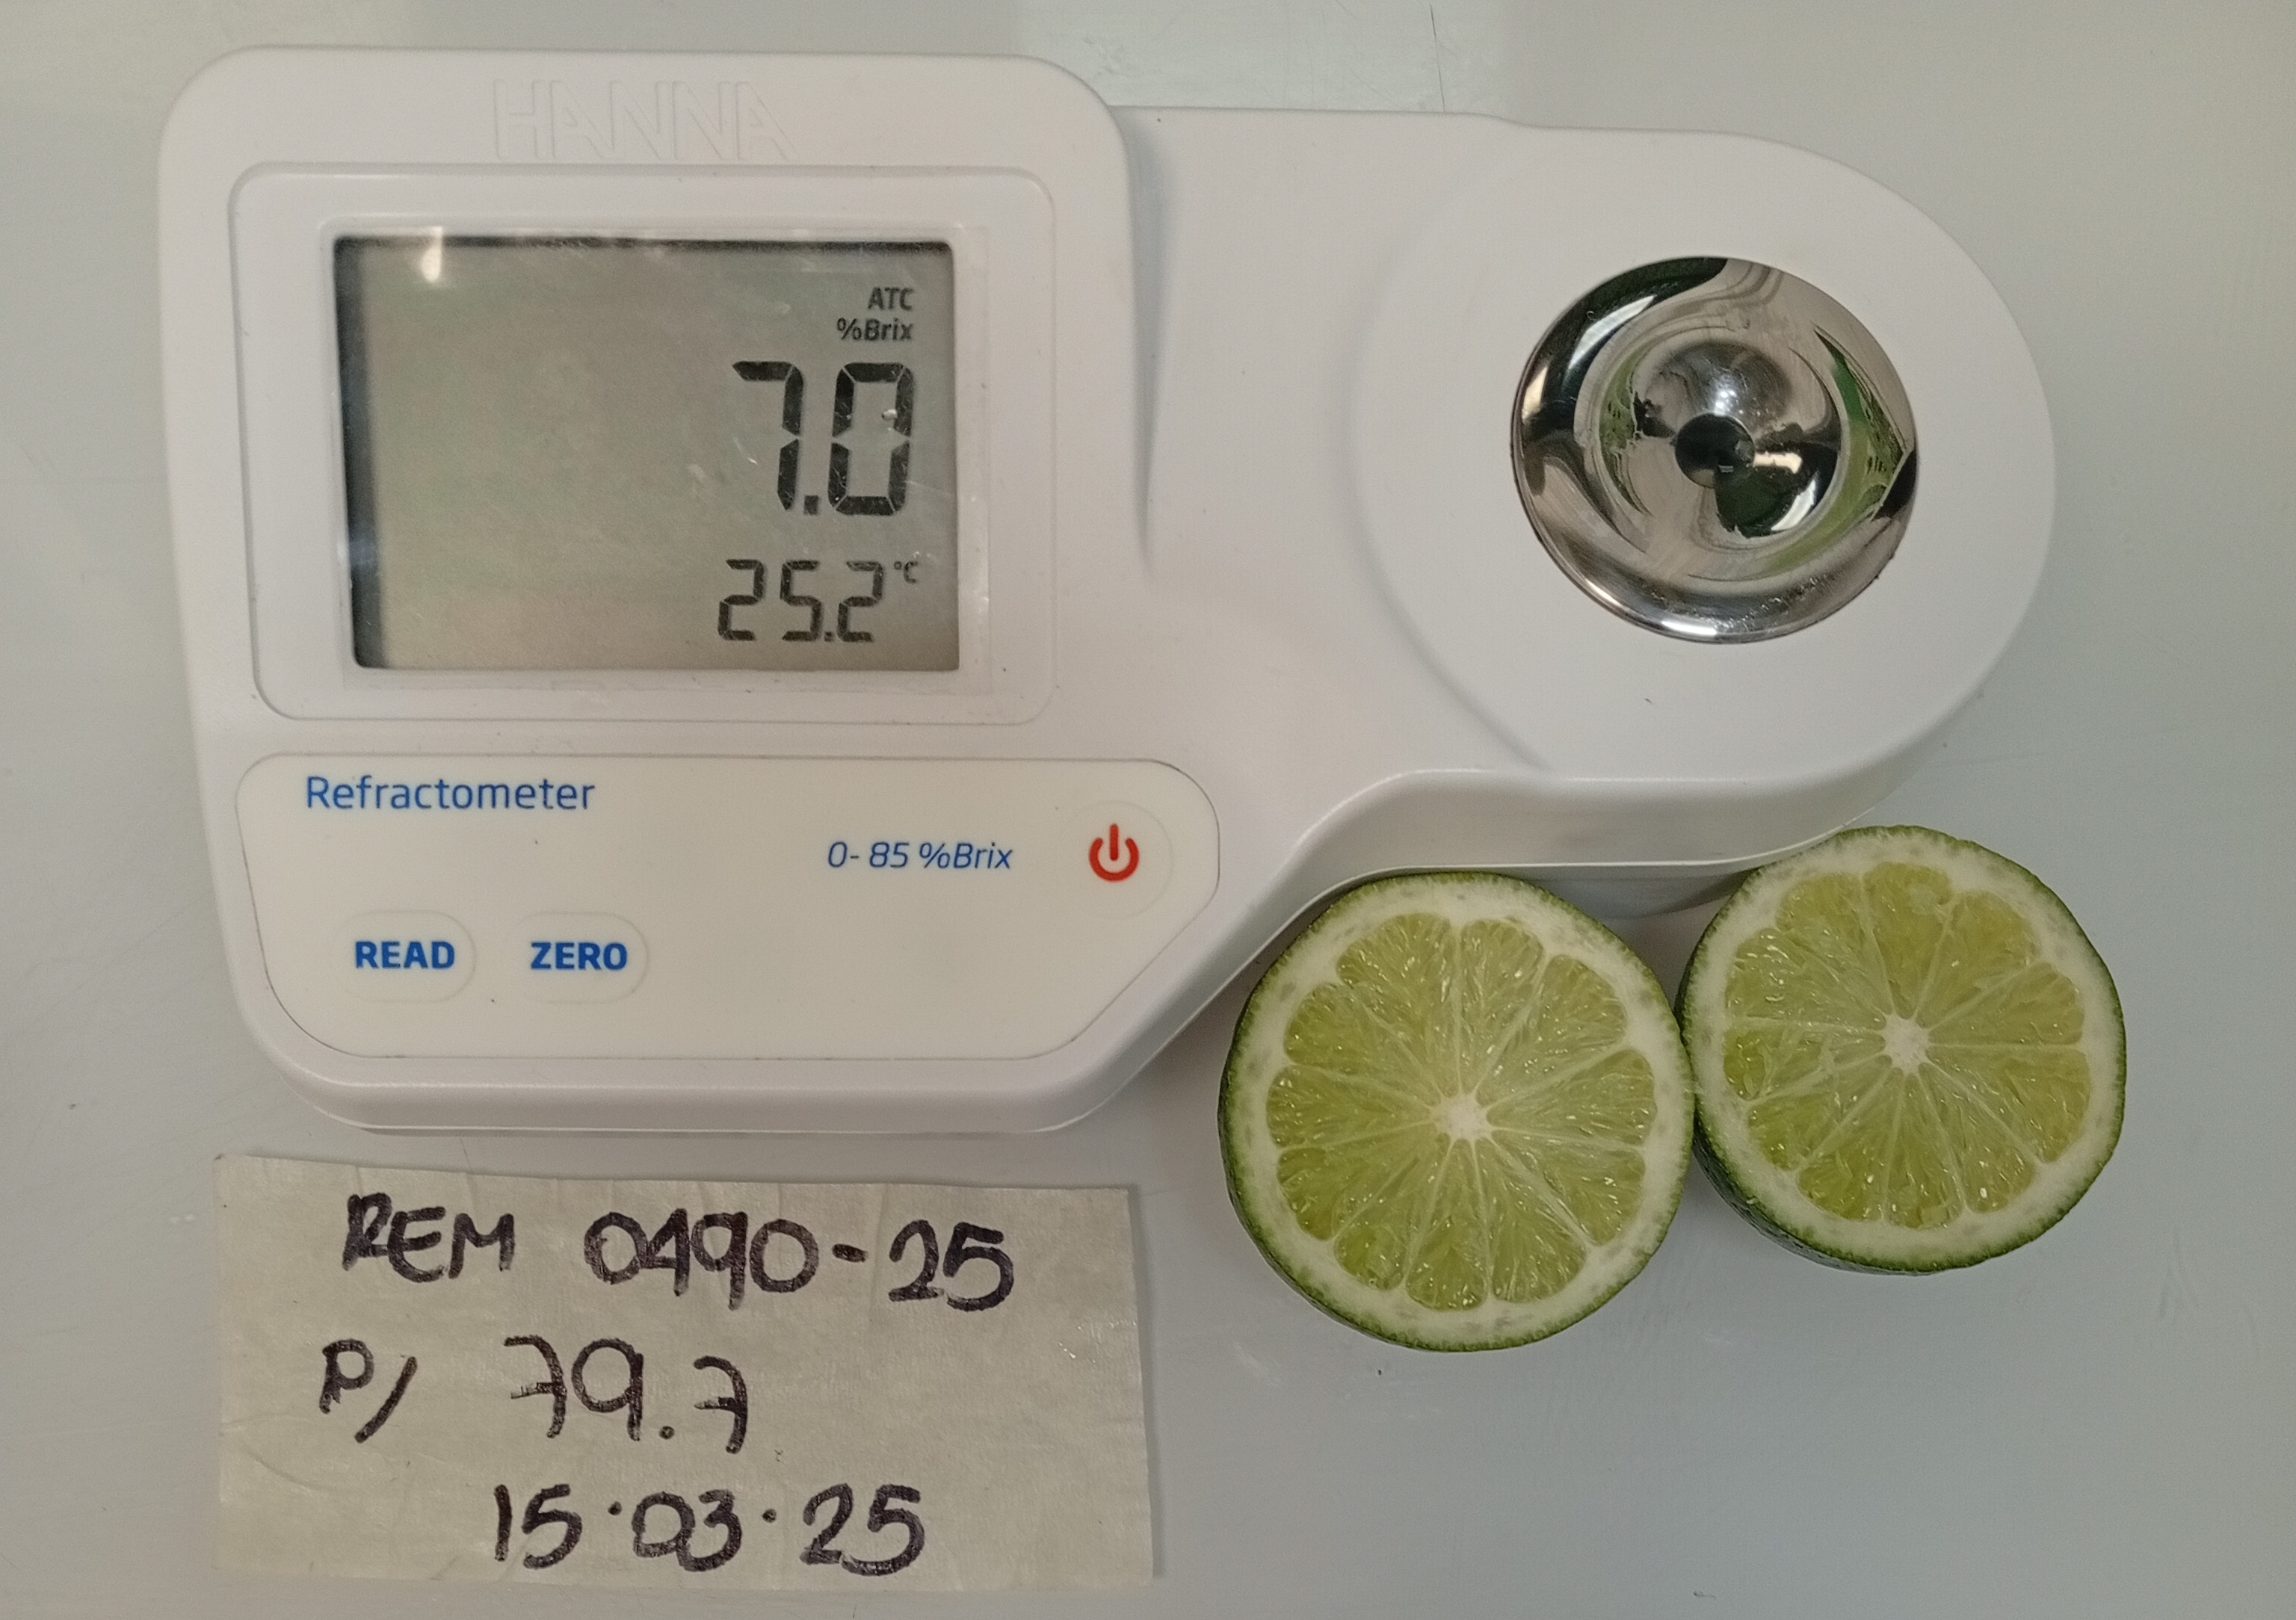 HANNA
ATC
%Brix
7.0
25.2 °C
Refractometer
0-85 %Brix
READ ZERO
REM 0490-25
P/ 79.7
15·03·25